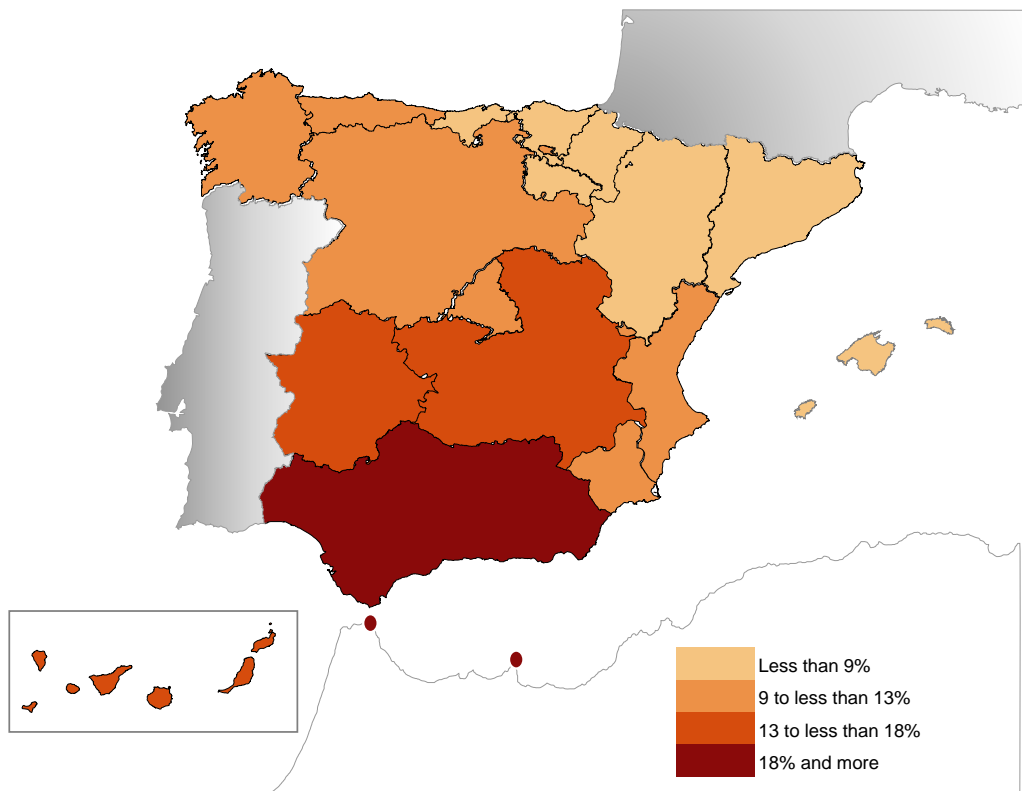 Less than 9%
9 to less than 13%
13 to less than 18%
18% and more